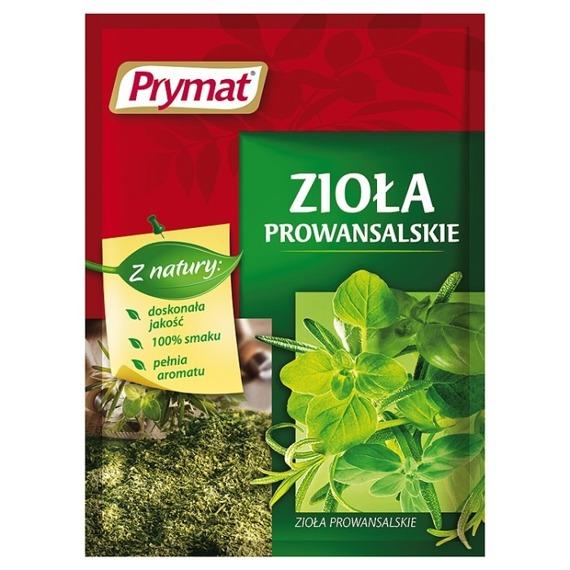 Prymat®
ZIOŁA
PROWANSALSKIE
Z natury:
doskonała
jakość
100% smaku
pełnia
aromatu
ZIOŁA PROWANSALSKIE